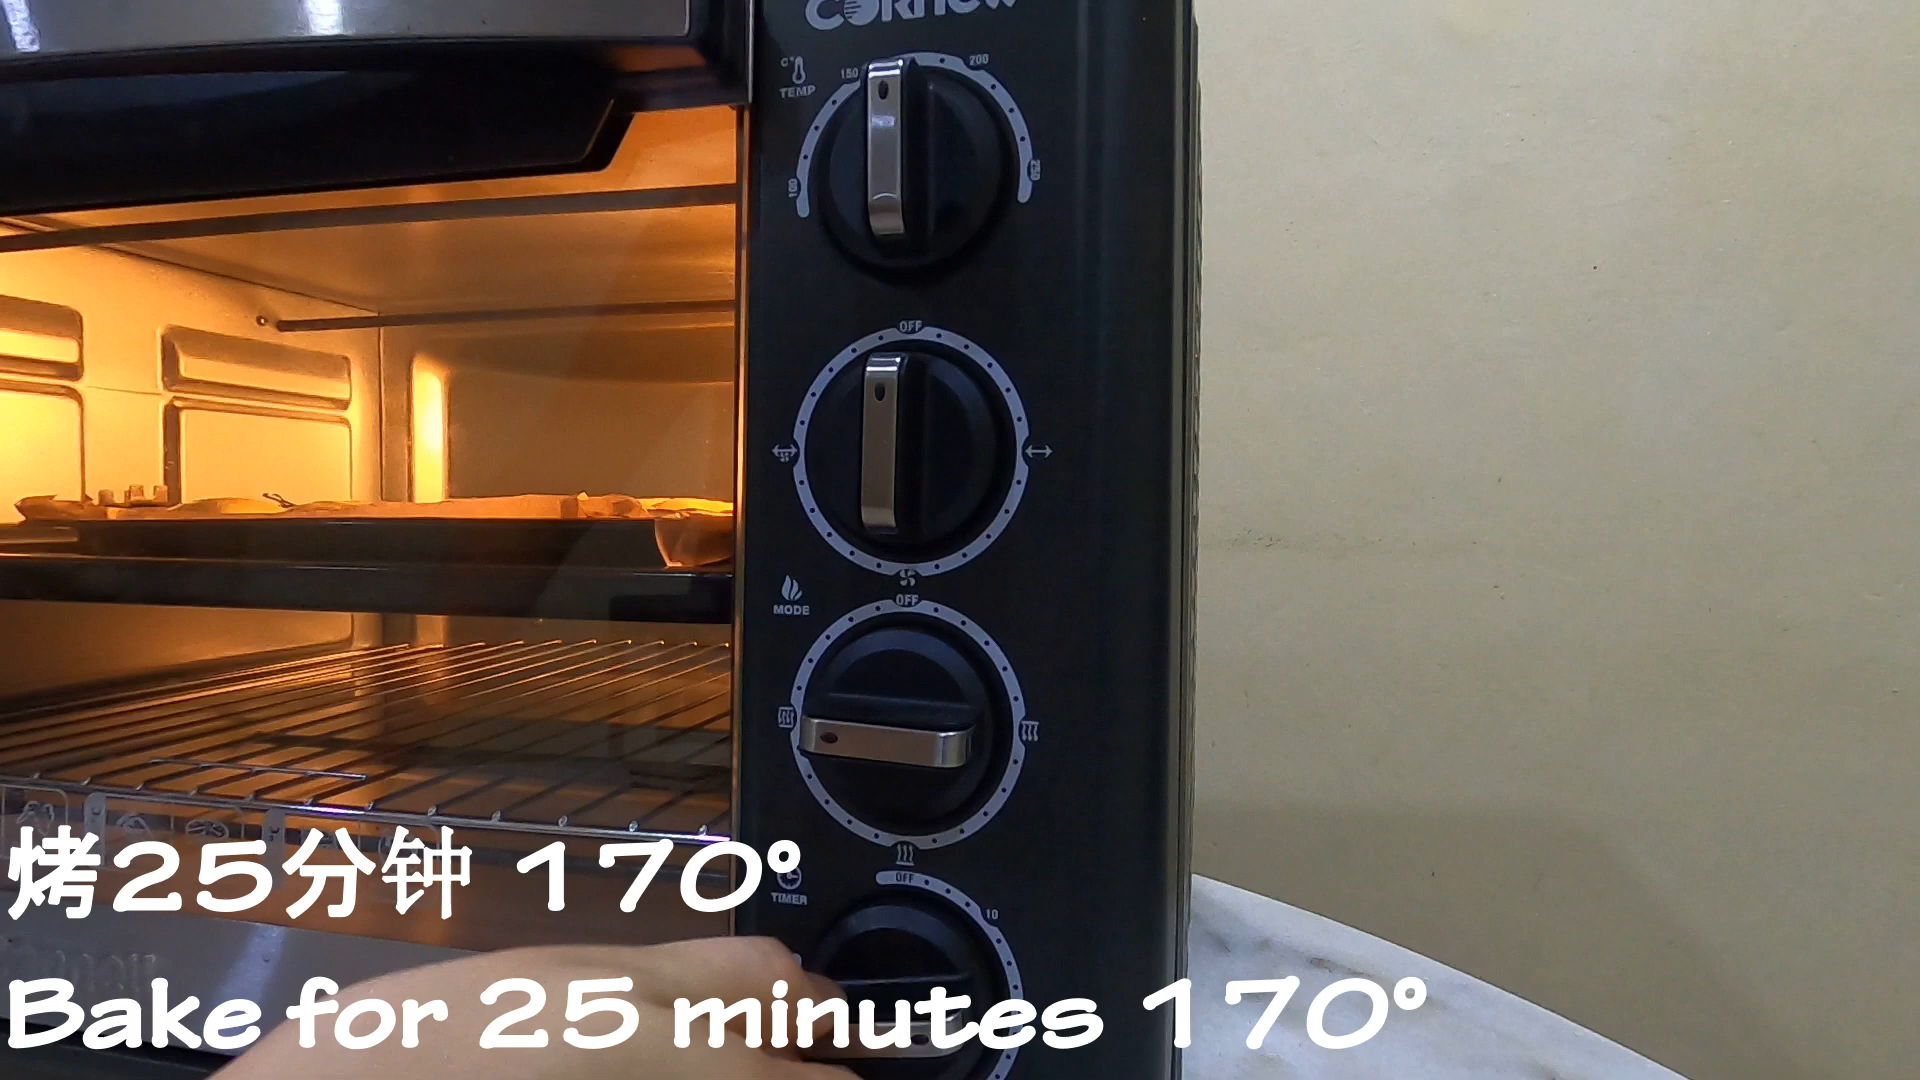 CORNELL
C°
TEMP
100
150
200
250
OFF
MODE
OFF
TIMER
OFF
10
烤25分钟 170°
Bake for 25 minutes 170°